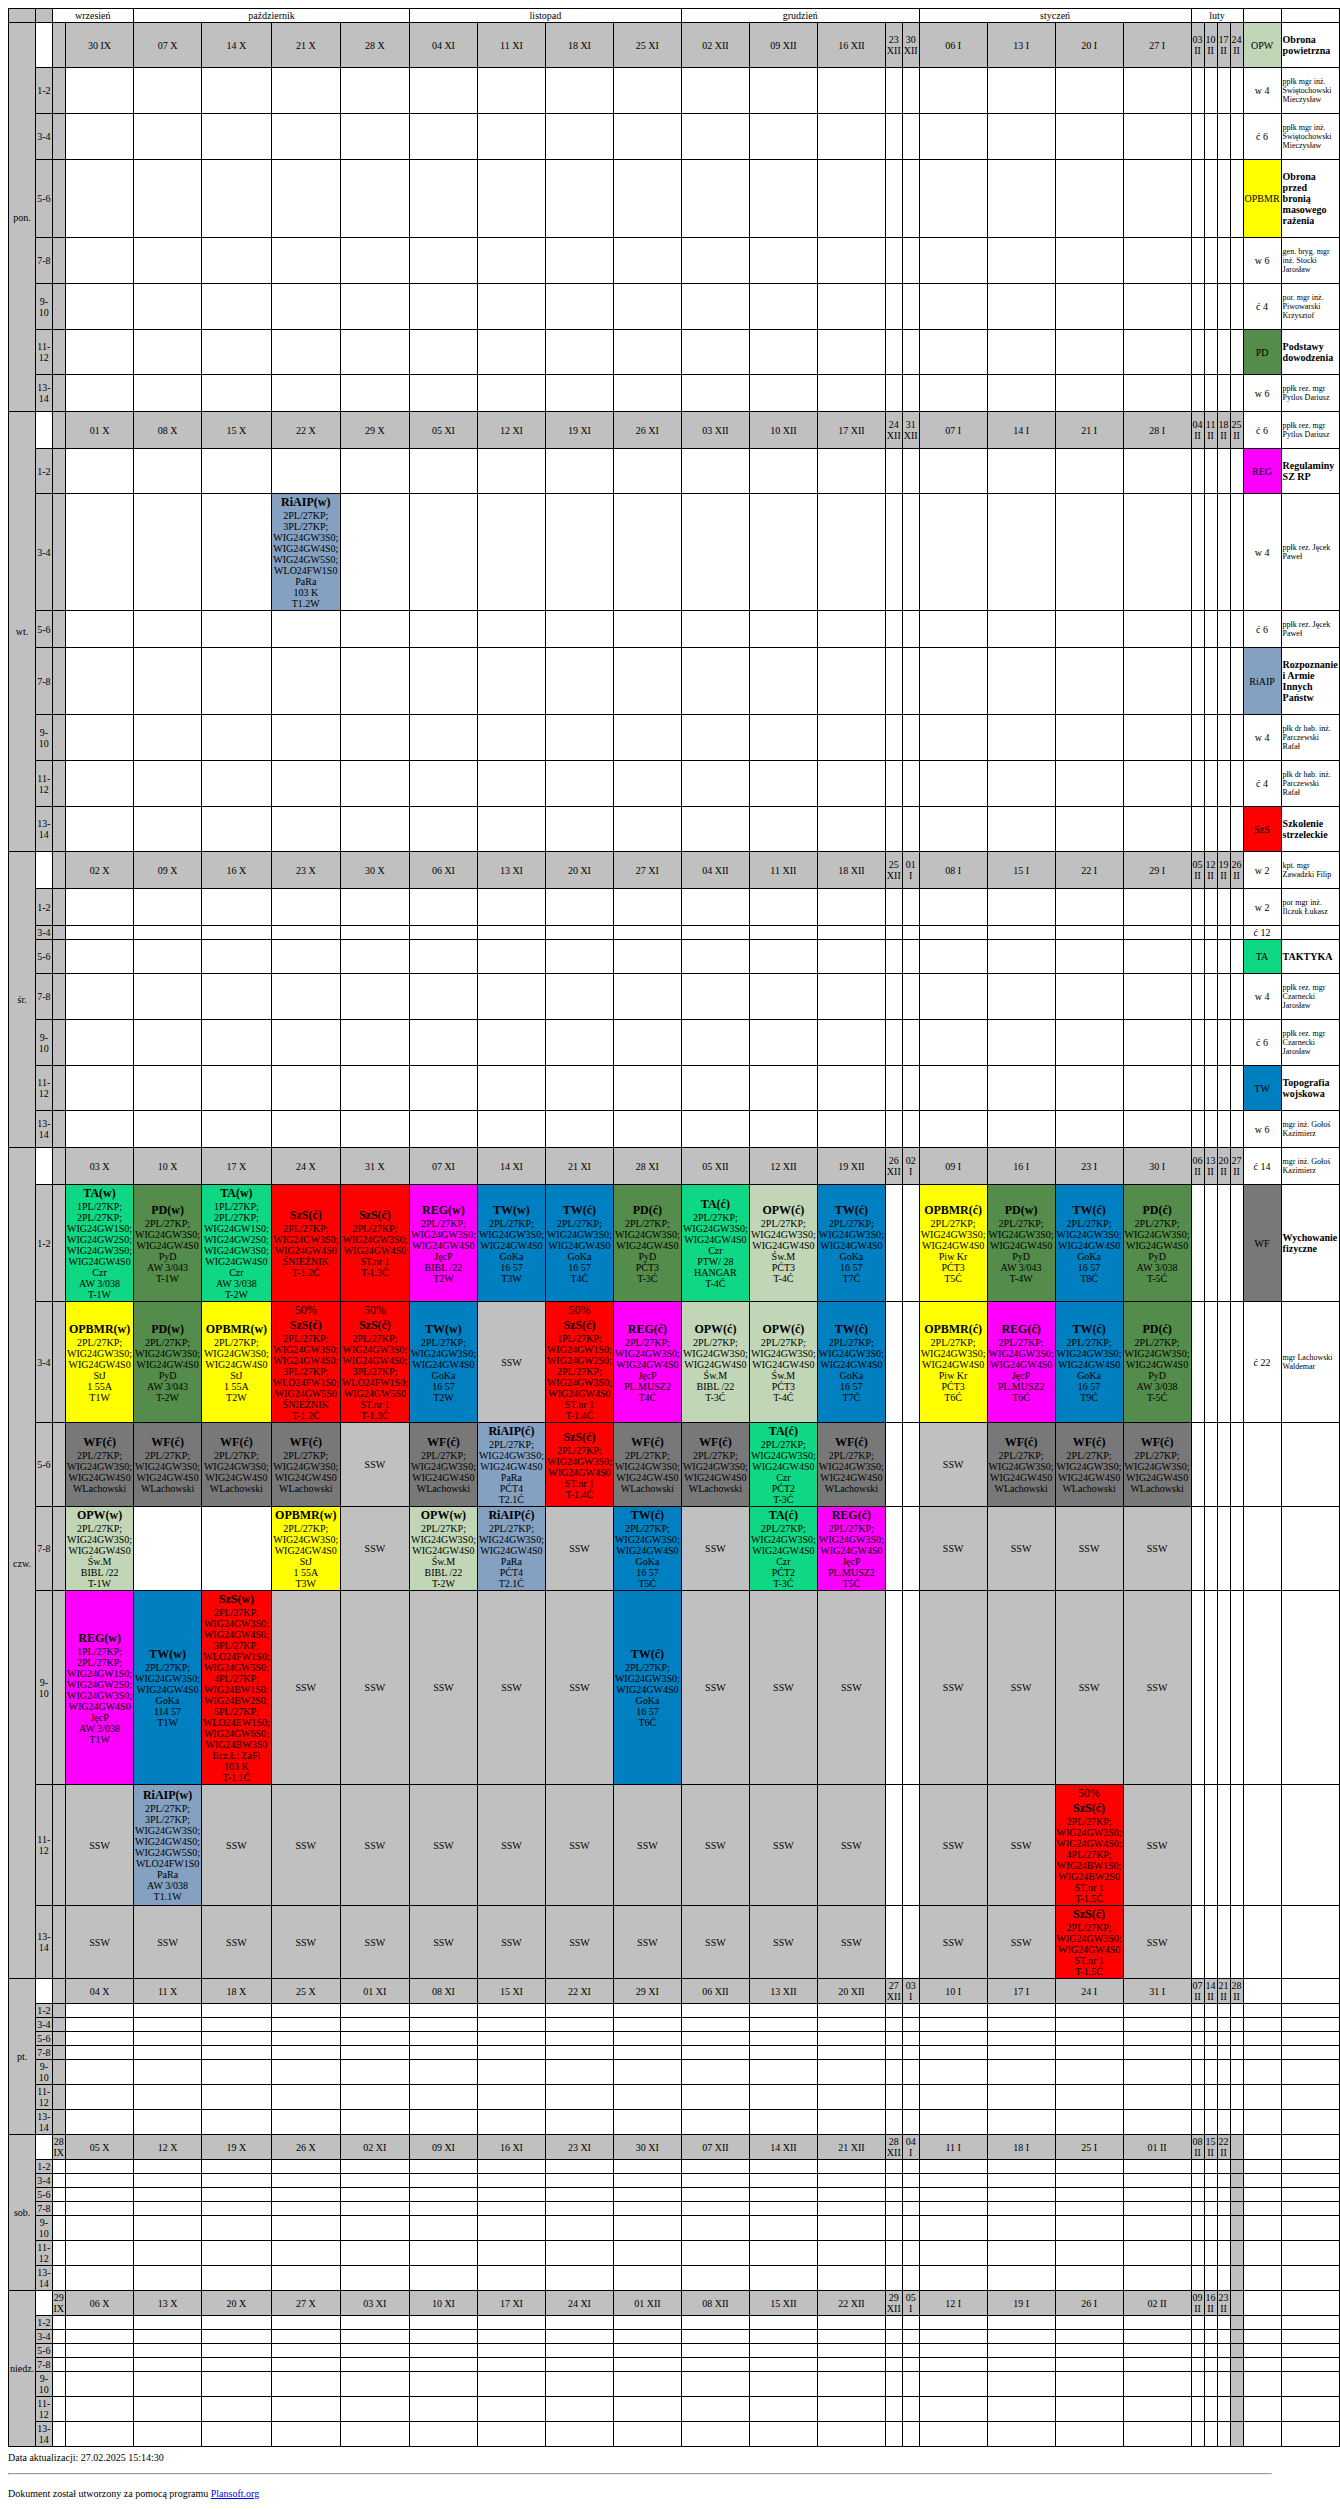 wrzesień październik listopad grudzień styczeń luty
pon. 30 IX 07 X 14 X 21 X 28 X 04 XI 11 XI 18 XI 25 XI 02 XII 09 XII 16 XII 23 XII 30 XII 06 I 13 I 20 I 27 I 03 II 10 II 17 II 24 II OPW Obrona powietrzna
1-2 w 4 ppłk mgr inż. Świętochowski Mieczysław
3-4 ć 6 ppłk mgr inż. Świętochowski Mieczysław
5-6 OPBMR Obrona przed bronią masowego rażenia
7-8 w 6 gen. bryg. mgr inż. Stocki Jarosław
9-10 ć 4 por. mgr inż. Piwowarski Krzysztof
11-12 PD Podstawy dowodzenia
13-14 w 6 ppłk rez. mgr Pytlos Dariusz
wt. 01 X 08 X 15 X 22 X 29 X 05 XI 12 XI 19 XI 26 XI 03 XII 10 XII 17 XII 24 XII 31 XII 07 I 14 I 21 I 28 I 04 II 11 II 18 II 25 II ć 6 ppłk rez. mgr Pytlos Dariusz
1-2 REG Regulaminy SZ RP
3-4 RiAIP(w) 2PL/27KP; 3PL/27KP; WIG24GW3S0; WIG24GW4S0; WIG24GW5S0; WLO24FW1S0 PaRa 103 K T1.2W w 4 ppłk rez. Jęcek Paweł
5-6 ć 6 ppłk rez. Jęcek Paweł
7-8 RiAIP Rozpoznanie i Armie Innych Państw
9-10 w 4 płk dr hab. inż. Parczewski Rafał
11-12 ć 4 płk dr hab. inż. Parczewski Rafał
13-14 SzS Szkolenie strzeleckie
śr. 02 X 09 X 16 X 23 X 30 X 06 XI 13 XI 20 XI 27 XI 04 XII 11 XII 18 XII 25 XII 01 I 08 I 15 I 22 I 29 I 05 II 12 II 19 II 26 II w 2 kpt. mgr Zawadzki Filip
1-2 w 2 por mgr inż. Ilczuk Łukasz
3-4 ć 12
5-6 TA TAKTYKA
7-8 w 4 ppłk rez. mgr Czarnecki Jarosław
9-10 ć 6 ppłk rez. mgr Czarnecki Jarosław
11-12 TW Topografia wojskowa
13-14 w 6 mgr inż. Gołoś Kazimierz
czw. 03 X 10 X 17 X 24 X 31 X 07 XI 14 XI 21 XI 28 XI 05 XII 12 XII 19 XII 26 XII 02 I 09 I 16 I 23 I 30 I 06 II 13 II 20 II 27 II ć 14 mgr inż. Gołoś Kazimierz
1-2
TA(w) 1PL/27KP; 2PL/27KP; WIG24GW1S0; WIG24GW2S0; WIG24GW3S0; WIG24GW4S0 Czr AW 3/038 T-1W
PD(w) 2PL/27KP; WIG24GW3S0; WIG24GW4S0 PyD AW 3/043 T-1W
TA(w) 1PL/27KP; 2PL/27KP; WIG24GW1S0; WIG24GW2S0; WIG24GW3S0; WIG24GW4S0 Czr AW 3/038 T-2W
SzS(ć) 2PL/27KP; WIG24GW3S0; WIG24GW4S0 ŚNIEŻNIK T-1.2Ć
SzS(ć) 2PL/27KP; WIG24GW3S0; WIG24GW4S0 ST.nr 1 T-1.3Ć
REG(w) 2PL/27KP; WIG24GW3S0; WIG24GW4S0 JęcP BIBL /22 T2W
TW(w) 2PL/27KP; WIG24GW3S0; WIG24GW4S0 GoKa 16 57 T3W
TW(ć) 2PL/27KP; WIG24GW3S0; WIG24GW4S0 GoKa 16 57 T4Ć
PD(ć) 2PL/27KP; WIG24GW3S0; WIG24GW4S0 PyD PĆT3 T-3Ć
TA(ć) 2PL/27KP; WIG24GW3S0; WIG24GW4S0 Czr PTW/ 28 HANGAR T-4Ć
OPW(ć) 2PL/27KP; WIG24GW3S0; WIG24GW4S0 Św.M PĆT3 T-4Ć
TW(ć) 2PL/27KP; WIG24GW3S0; WIG24GW4S0 GoKa 16 57 T7Ć
OPBMR(ć) 2PL/27KP; WIG24GW3S0; WIG24GW4S0 Piw Kr PĆT3 T5Ć
PD(w) 2PL/27KP; WIG24GW3S0; WIG24GW4S0 PyD AW 3/043 T-4W
TW(ć) 2PL/27KP; WIG24GW3S0; WIG24GW4S0 GoKa 16 57 T8Ć
PD(ć) 2PL/27KP; WIG24GW3S0; WIG24GW4S0 PyD AW 3/038 T-5Ć
WF Wychowanie fizyczne
3-4
OPBMR(w) 2PL/27KP; WIG24GW3S0; WIG24GW4S0 StJ 1 55A T1W
PD(w) 2PL/27KP; WIG24GW3S0; WIG24GW4S0 PyD AW 3/043 T-2W
OPBMR(w) 2PL/27KP; WIG24GW3S0; WIG24GW4S0 StJ 1 55A T2W
50% SzS(ć) 2PL/27KP; WIG24GW3S0; WIG24GW4S0; 3PL/27KP; WLO24FW1S0; WIG24GW5S0 ŚNIEŻNIK T-1.2Ć
50% SzS(ć) 2PL/27KP; WIG24GW3S0; WIG24GW4S0; 3PL/27KP; WLO24FW1S0; WIG24GW5S0 ST.nr 1 T-1.3Ć
TW(w) 2PL/27KP; WIG24GW3S0; WIG24GW4S0 GoKa 16 57 T2W
SSW
50% SzS(ć) 1PL/27KP; WIG24GW1S0; WIG24GW2S0; 2PL/27KP; WIG24GW3S0; WIG24GW4S0 ST.nr 1 T-1.4Ć
REG(ć) 2PL/27KP; WIG24GW3S0; WIG24GW4S0 JęcP PL.MUSZ2 T4Ć
OPW(ć) 2PL/27KP; WIG24GW3S0; WIG24GW4S0 Św.M BIBL /22 T-3Ć
OPW(ć) 2PL/27KP; WIG24GW3S0; WIG24GW4S0 Św.M PĆT3 T-4Ć
TW(ć) 2PL/27KP; WIG24GW3S0; WIG24GW4S0 GoKa 16 57 T7Ć
OPBMR(ć) 2PL/27KP; WIG24GW3S0; WIG24GW4S0 Piw Kr PĆT3 T6Ć
REG(ć) 2PL/27KP; WIG24GW3S0; WIG24GW4S0 JęcP PL.MUSZ2 T6Ć
TW(ć) 2PL/27KP; WIG24GW3S0; WIG24GW4S0 GoKa 16 57 T9Ć
PD(ć) 2PL/27KP; WIG24GW3S0; WIG24GW4S0 PyD AW 3/038 T-5Ć
ć 22 mgr Lachowski Waldemar
5-6
WF(ć) 2PL/27KP; WIG24GW3S0; WIG24GW4S0 WLachowski
WF(ć) 2PL/27KP; WIG24GW3S0; WIG24GW4S0 WLachowski
WF(ć) 2PL/27KP; WIG24GW3S0; WIG24GW4S0 WLachowski
WF(ć) 2PL/27KP; WIG24GW3S0; WIG24GW4S0 WLachowski
SSW
WF(ć) 2PL/27KP; WIG24GW3S0; WIG24GW4S0 WLachowski
RiAIP(ć) 2PL/27KP; WIG24GW3S0; WIG24GW4S0 PaRa PĆT4 T2.1Ć
SzS(ć) 2PL/27KP; WIG24GW3S0; WIG24GW4S0 ST.nr 1 T-1.4Ć
WF(ć) 2PL/27KP; WIG24GW3S0; WIG24GW4S0 WLachowski
WF(ć) 2PL/27KP; WIG24GW3S0; WIG24GW4S0 WLachowski
TA(ć) 2PL/27KP; WIG24GW3S0; WIG24GW4S0 Czr PĆT2 T-3Ć
WF(ć) 2PL/27KP; WIG24GW3S0; WIG24GW4S0 WLachowski
SSW
WF(ć) 2PL/27KP; WIG24GW3S0; WIG24GW4S0 WLachowski
WF(ć) 2PL/27KP; WIG24GW3S0; WIG24GW4S0 WLachowski
WF(ć) 2PL/27KP; WIG24GW3S0; WIG24GW4S0 WLachowski
7-8
OPW(w) 2PL/27KP; WIG24GW3S0; WIG24GW4S0 Św.M BIBL /22 T-1W
OPBMR(w) 2PL/27KP; WIG24GW3S0; WIG24GW4S0 StJ 1 55A T3W
SSW
OPW(w) 2PL/27KP; WIG24GW3S0; WIG24GW4S0 Św.M BIBL /22 T-2W
RiAIP(ć) 2PL/27KP; WIG24GW3S0; WIG24GW4S0 PaRa PĆT4 T2.1Ć
SSW
TW(ć) 2PL/27KP; WIG24GW3S0; WIG24GW4S0 GoKa 16 57 T5Ć
SSW
TA(ć) 2PL/27KP; WIG24GW3S0; WIG24GW4S0 Czr PĆT2 T-3Ć
REG(ć) 2PL/27KP; WIG24GW3S0; WIG24GW4S0 JęcP PL.MUSZ2 T5Ć
SSW SSW SSW SSW
9-10
REG(w) 1PL/27KP; 2PL/27KP; WIG24GW1S0; WIG24GW2S0; WIG24GW3S0; WIG24GW4S0 JęcP AW 3/038 T1W
TW(w) 2PL/27KP; WIG24GW3S0; WIG24GW4S0 GoKa 114 57 T1W
SzS(w) 2PL/27KP; WIG24GW3S0; WIG24GW4S0; 3PL/27KP; WLO24FW1S0; WIG24GW5S0; 4PL/27KP; WIG24BW1S0; WIG24BW2S0; 5PL/27KP; WLO24EW1S0; WIG24GW6S0; WIG24BW3S0 Ilcz.Ł; ZaFi 103 K T-1.1Ć
SSW SSW SSW SSW SSW
TW(ć) 2PL/27KP; WIG24GW3S0; WIG24GW4S0 GoKa 16 57 T6Ć
SSW SSW SSW SSW SSW SSW SSW
11-12
SSW
RiAIP(w) 2PL/27KP; 3PL/27KP; WIG24GW3S0; WIG24GW4S0; WIG24GW5S0; WLO24FW1S0 PaRa AW 3/038 T1.1W
SSW SSW SSW SSW SSW SSW SSW SSW SSW SSW SSW SSW
50% SzS(ć) 2PL/27KP; WIG24GW3S0; WIG24GW4S0; 4PL/27KP; WIG24BW1S0; WIG24BW2S0 ST.nr 1 T-1.5Ć
SSW
13-14
SSW SSW SSW SSW SSW SSW SSW SSW SSW SSW SSW SSW SSW SSW
SzS(ć) 2PL/27KP; WIG24GW3S0; WIG24GW4S0 ST.nr 1 T-1.5Ć
SSW
pt. 04 X 11 X 18 X 25 X 01 XI 08 XI 15 XI 22 XI 29 XI 06 XII 13 XII 20 XII 27 XII 03 I 10 I 17 I 24 I 31 I 07 II 14 II 21 II 28 II
1-2
3-4
5-6
7-8
9-10
11-12
13-14
sob. 28 IX 05 X 12 X 19 X 26 X 02 XI 09 XI 16 XI 23 XI 30 XI 07 XII 14 XII 21 XII 28 XII 04 I 11 I 18 I 25 I 01 II 08 II 15 II 22 II
1-2
3-4
5-6
7-8
9-10
11-12
13-14
niedz. 29 IX 06 X 13 X 20 X 27 X 03 XI 10 XI 17 XI 24 XI 01 XII 08 XII 15 XII 22 XII 29 XII 05 I 12 I 19 I 26 I 02 II 09 II 16 II 23 II
1-2
3-4
5-6
7-8
9-10
11-12
13-14
Data aktualizacji: 27.02.2025 15:14:30
Dokument został utworzony za pomocą programu Plansoft.org